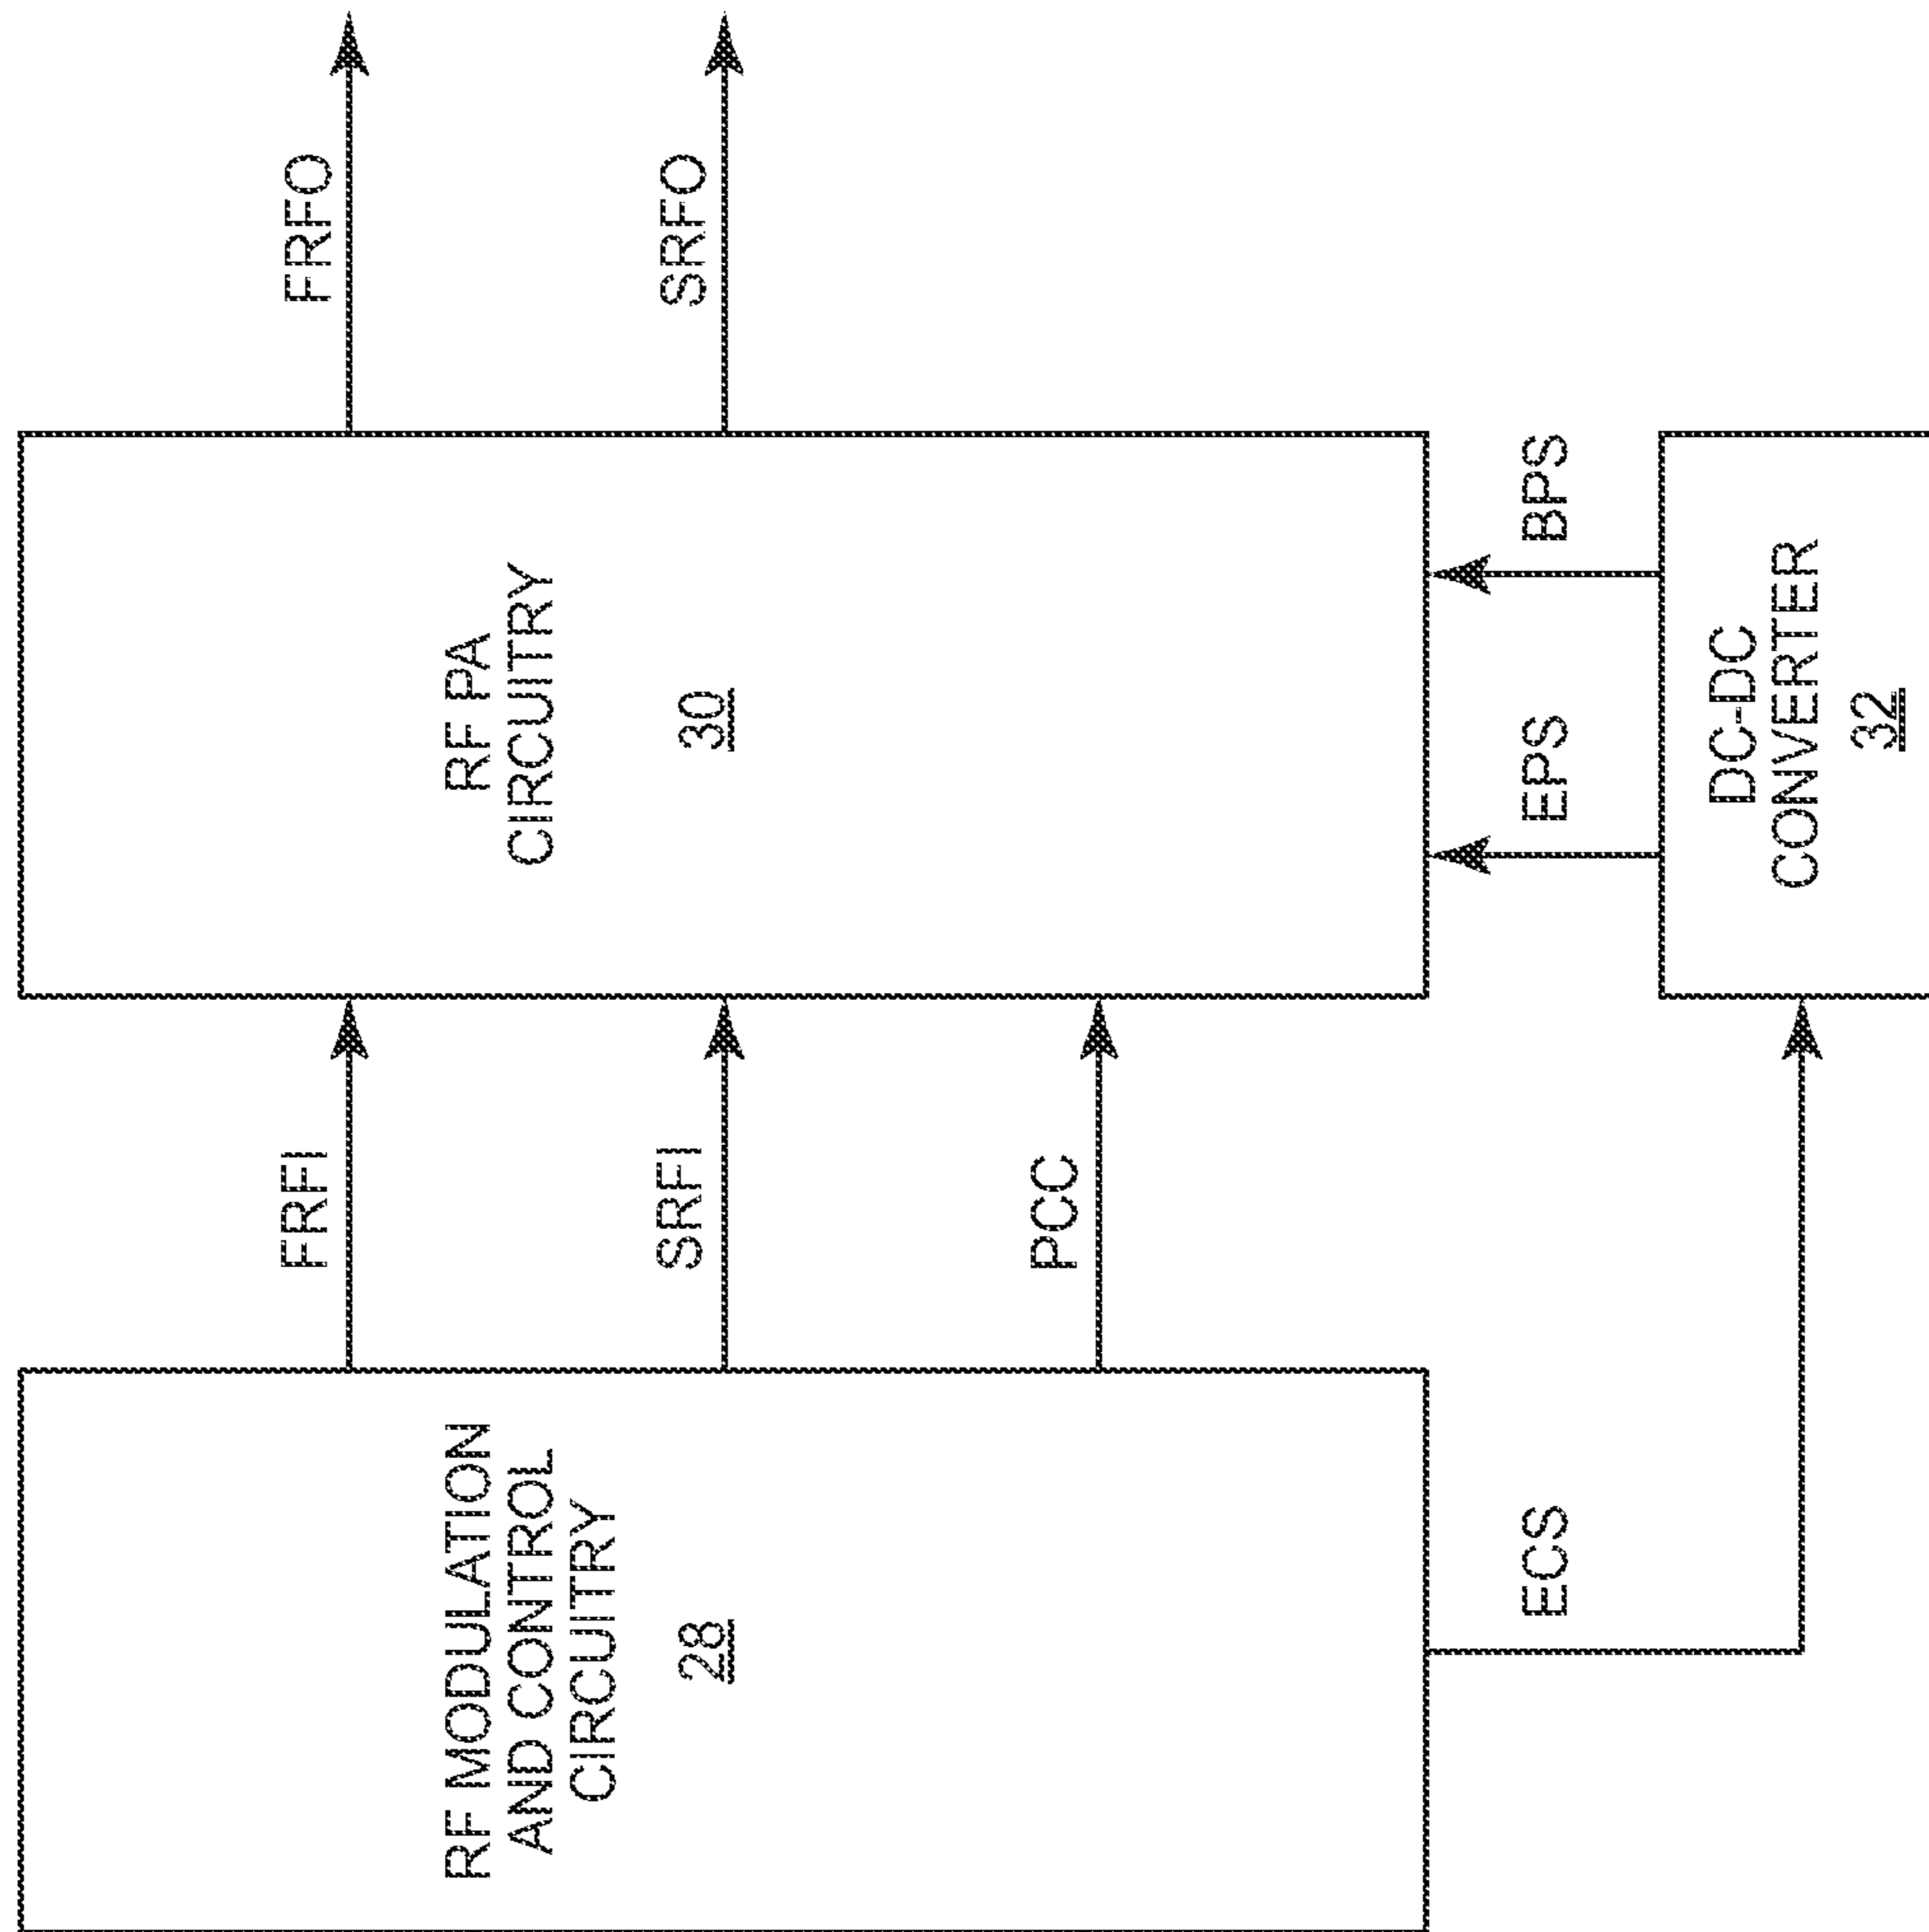 RF MODULATION
AND CONTROL
CIRCUITRY
28
FRFI
SRFI
PCC
ECS
RF PA
CIRCUITRY
30
FRFO
SRFO
EPS
BPS
DC-DC
CONVERTER
32